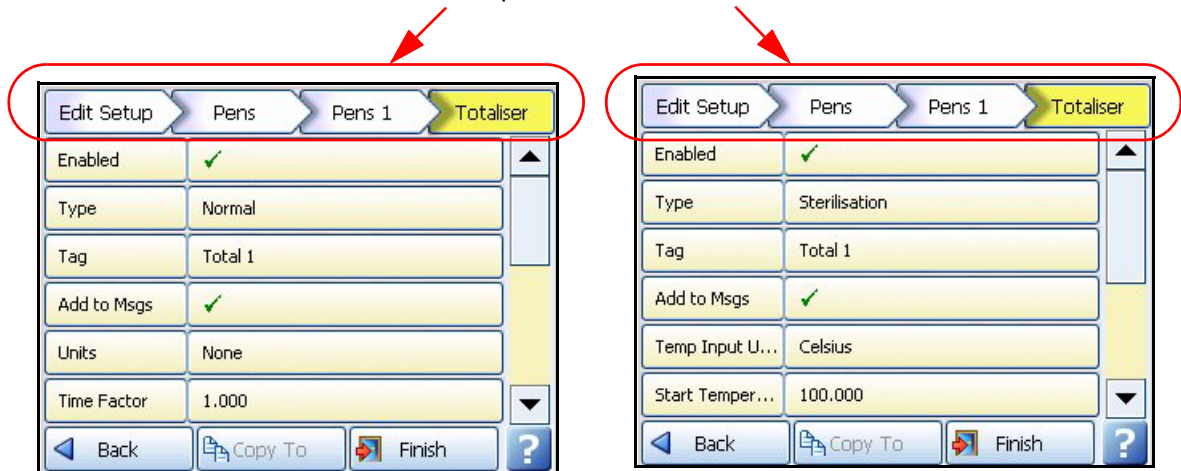 Edit Setup Pens Pens 1 Totaliser
Enabled ✓
Type Normal
Tag Total 1
Add to Msgs ✓
Units None
Time Factor 1.000
Back Copy To Finish ?
Edit Setup Pens Pens 1 Totaliser
Enabled ✓
Type Sterilisation
Tag Total 1
Add to Msgs ✓
Temp Input U... Celsius
Start Temper... 100.000
Back Copy To Finish ?